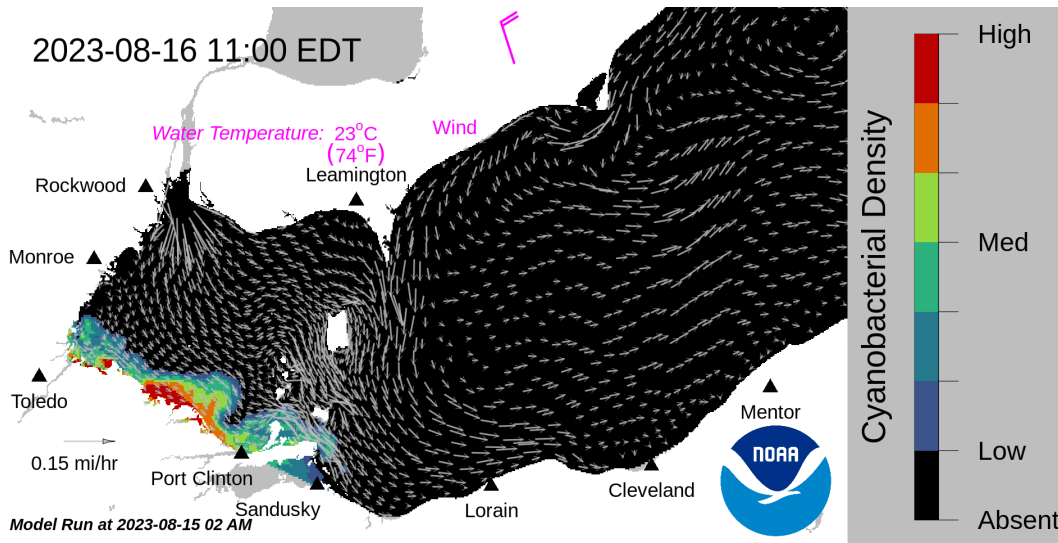 2023-08-16 11:00 EDT
High
Water Temperature: 23°C
(74°F)
Wind
Leamington
Rockwood
Monroe
Cyanobacterial Density
Med
Toledo
Mentor
0.15 mi/hr
NOAA
Low
Port Clinton
Cleveland
Sandusky
Lorain
Model Run at 2023-08-15 02 AM
Absent